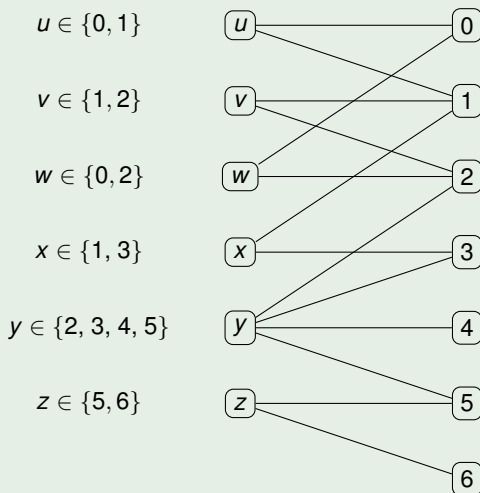 u ∈ {0, 1} u 0
v ∈ {1, 2} v 1
w ∈ {0, 2} w 2
x ∈ {1, 3} x 3
y ∈ {2, 3, 4, 5} y 4
z ∈ {5, 6} z 5
6